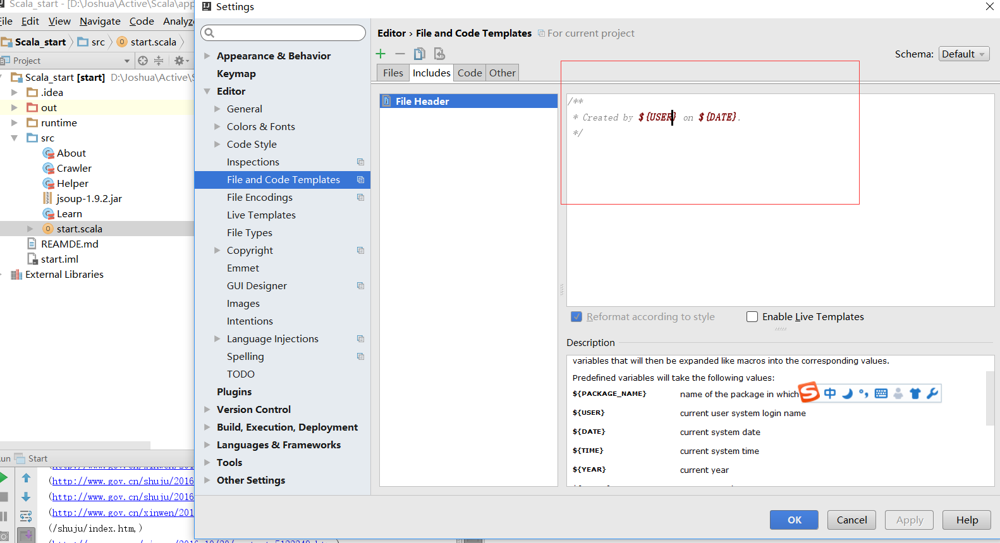 Scala_start - [D:\Joshua\Active\Scala\app
Settings
File Edit View Navigate Code Analyz
Scala_start src start.scala
Editor › File and Code Templates For current project
Schema: Default
Project
Files Includes Code Other
Scala_start [start] D:\Joshua\Active\S
.idea
out
runtime
src
About
Crawler
Helper
jsoup-1.9.2.jar
Learn
start.scala
REAMDE.md
start.iml
External Libraries
Appearance & Behavior
Keymap
Editor
General
Colors & Fonts
Code Style
Inspections
File and Code Templates
File Encodings
Live Templates
File Types
Copyright
Emmet
GUI Designer
Images
Intentions
Language Injections
Spelling
TODO
Plugins
Version Control
Build, Execution, Deployment
Languages & Frameworks
Tools
Other Settings
File Header
/**
* Created by ${USER} on ${DATE}.
*/
Reformat according to style Enable Live Templates
Description
variables that will then be expanded like macros into the corresponding values.
Predefined variables will take the following values:
${PACKAGE_NAME} name of the package in which
中
${USER} current user system login name
${DATE} current system date
${TIME} current system time
${YEAR} current year
un Start
(http://www.gov.cn/xinwen/201
(http://www.gov.cn/shuju/2016
(http://www.gov.cn/shuju/2016
(http://www.gov.cn/xinwen/201
(/shuju/index.htm,)
OK Cancel Apply Help